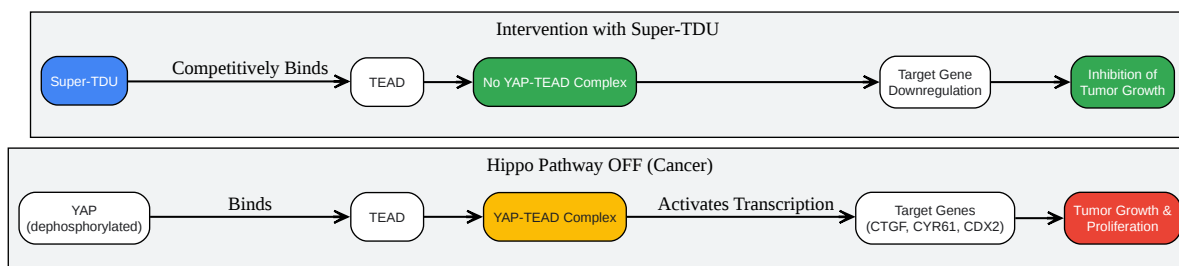 Intervention with Super-TDU
Super-TDU
Competitively Binds
TEAD
No YAP-TEAD Complex
Target Gene
Downregulation
Inhibition of
Tumor Growth
Hippo Pathway OFF (Cancer)
YAP
(dephosphorylated)
Binds
TEAD
YAP-TEAD Complex
Activates Transcription
Target Genes
(CTGF, CYR61, CDX2)
Tumor Growth &
Proliferation